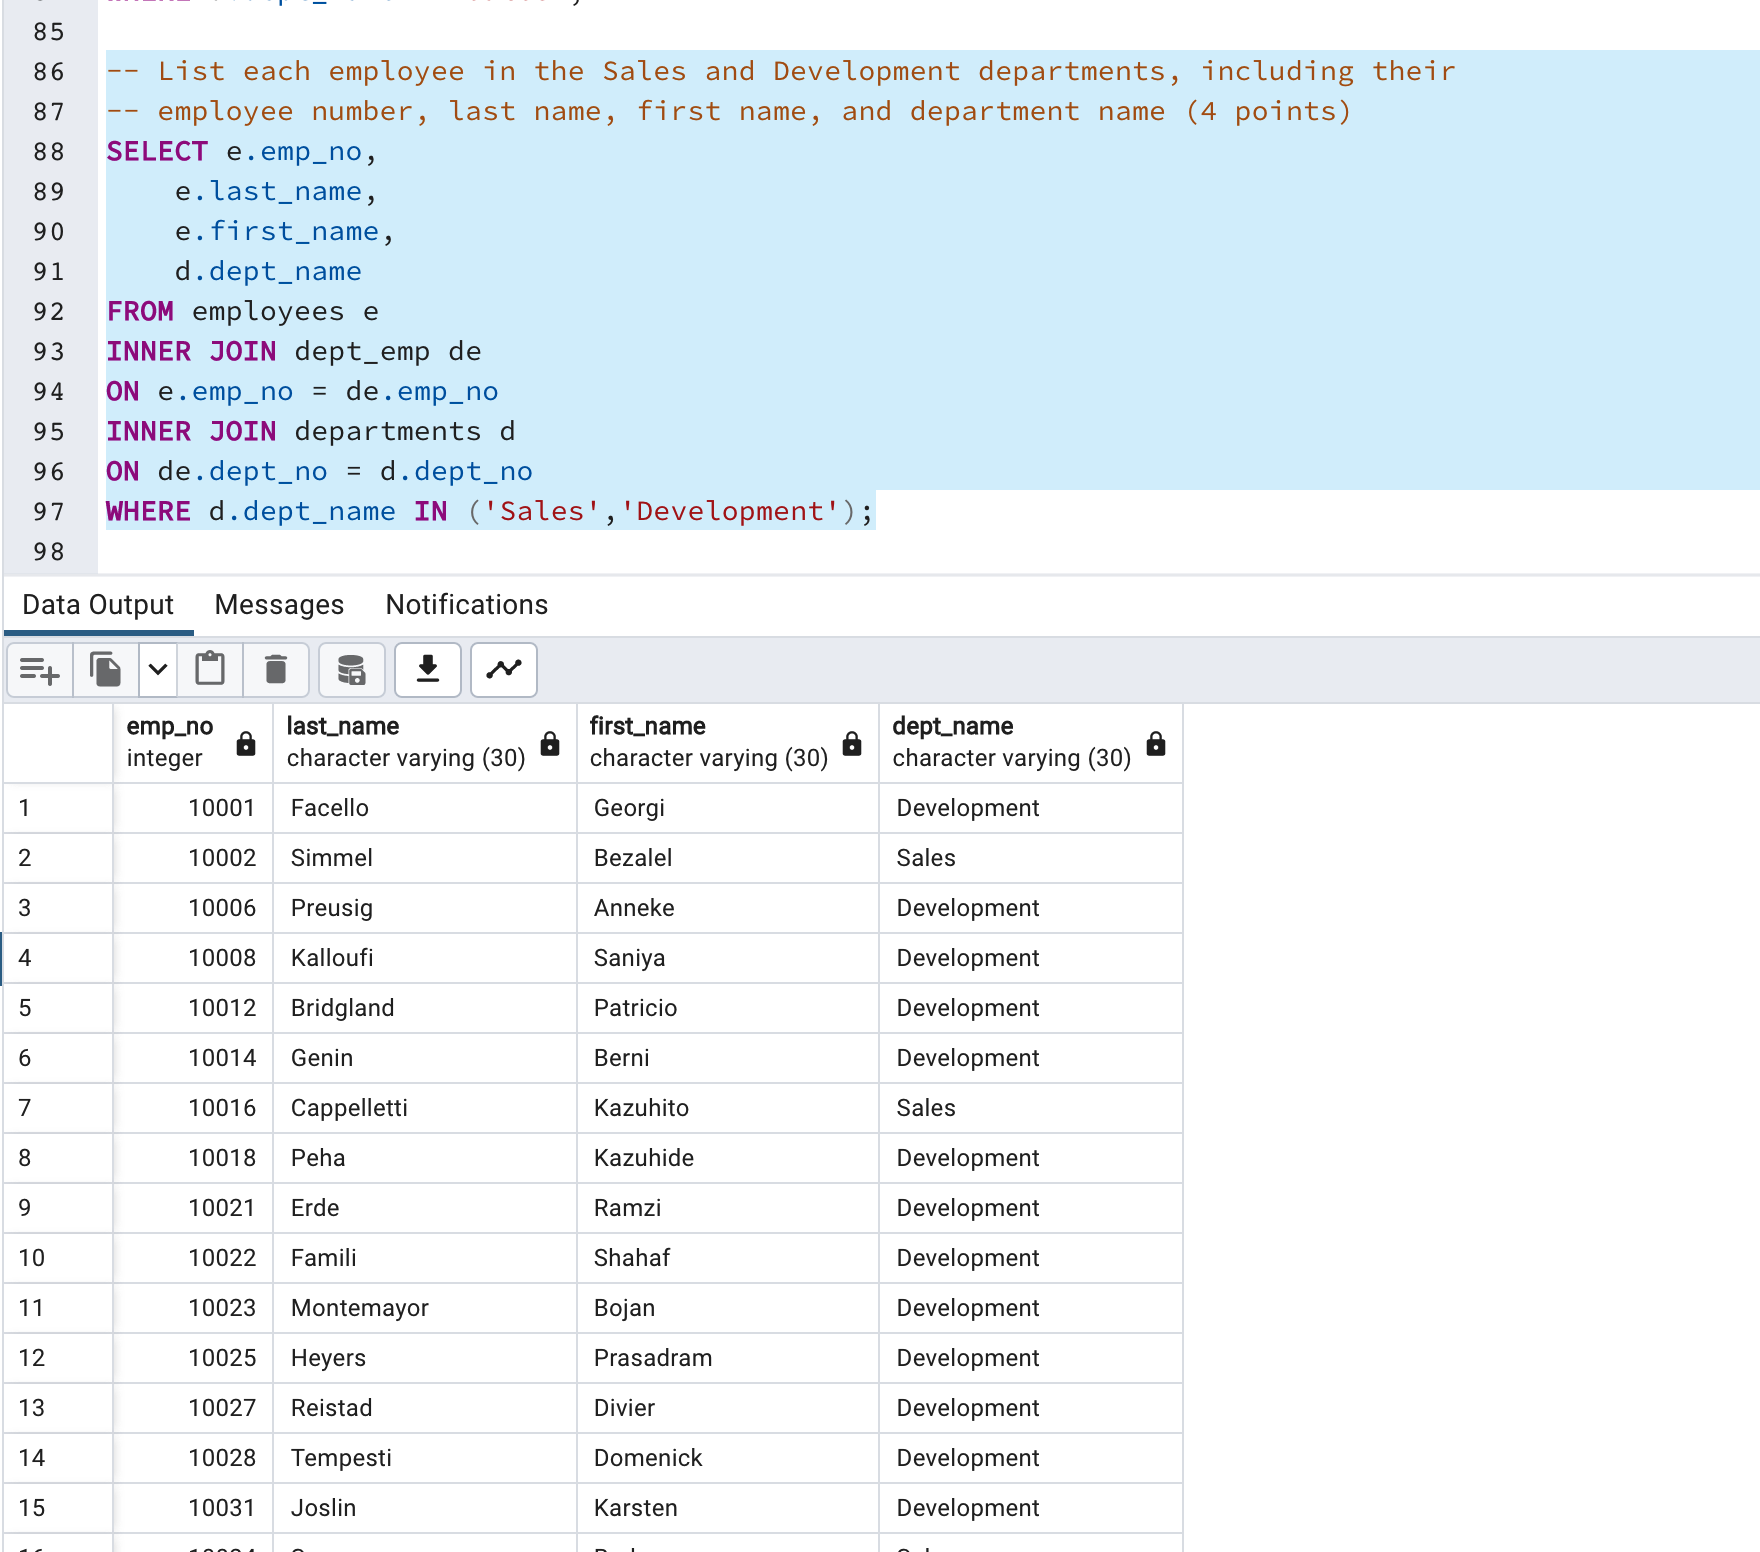 85
86 -- List each employee in the Sales and Development departments, including their
87 -- employee number, last name, first name, and department name (4 points)
88 SELECT e.emp_no,
89 e.last_name,
90 e.first_name,
91 d.dept_name
92 FROM employees e
93 INNER JOIN dept_emp de
94 ON e.emp_no = de.emp_no
95 INNER JOIN departments d
96 ON de.dept_no = d.dept_no
97 WHERE d.dept_name IN ('Sales','Development');
98
Data Output Messages Notifications
emp_no last_name first_name dept_name
integer character varying (30) character varying (30) character varying (30)
1 10001 Facello Georgi Development
2 10002 Simmel Bezalel Sales
3 10006 Preusig Anneke Development
4 10008 Kalloufi Saniya Development
5 10012 Bridgland Patricio Development
6 10014 Genin Berni Development
7 10016 Cappelletti Kazuhito Sales
8 10018 Peha Kazuhide Development
9 10021 Erde Ramzi Development
10 10022 Famili Shahaf Development
11 10023 Montemayor Bojan Development
12 10025 Heyers Prasadram Development
13 10027 Reistad Divier Development
14 10028 Tempesti Domenick Development
15 10031 Joslin Karsten Development